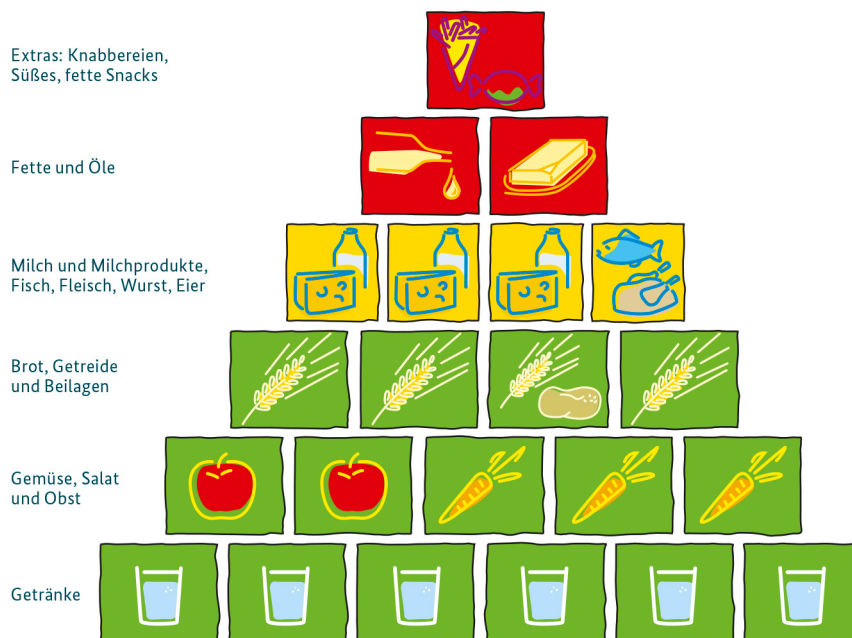 Extras: Knabbereien,
Süßes, fette Snacks
Fette und Öle
Milch und Milchprodukte,
Fisch, Fleisch, Wurst, Eier
Brot, Getreide
und Beilagen
Gemüse, Salat
und Obst
Getränke